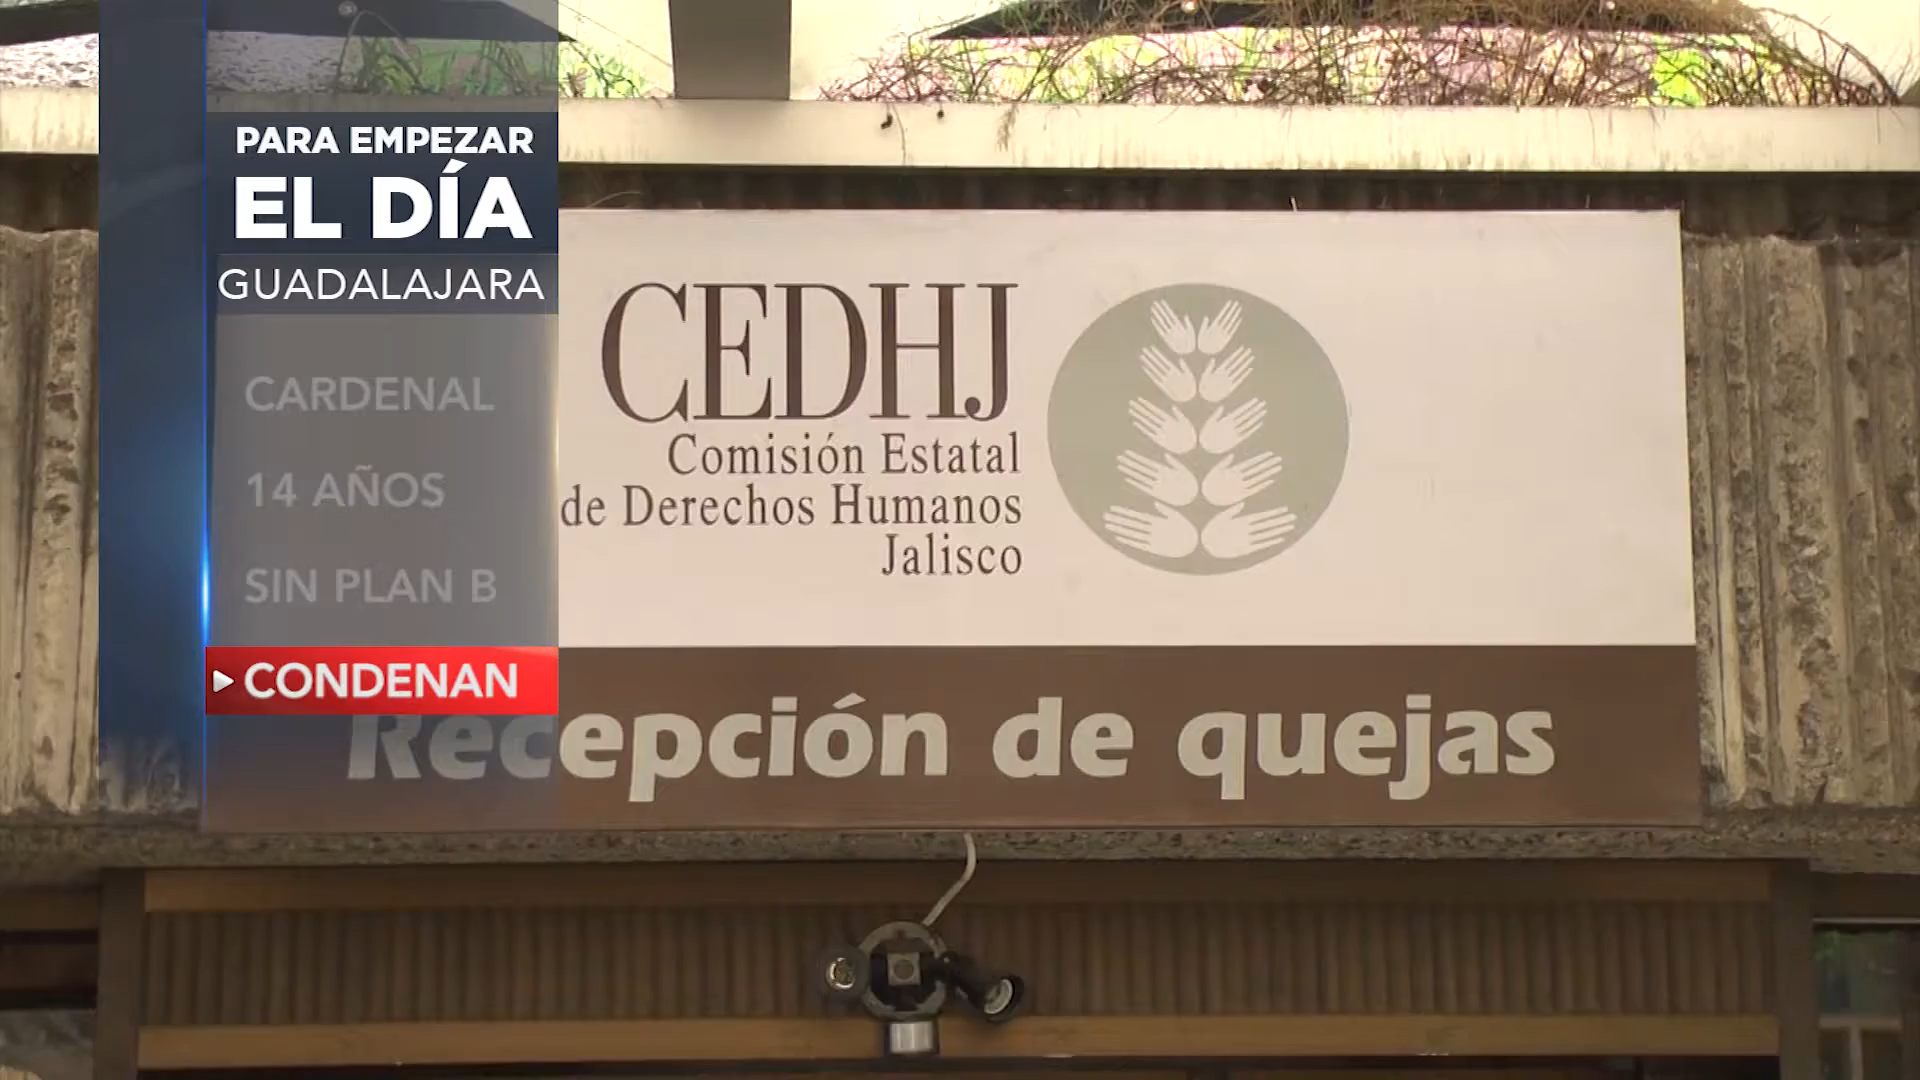 PARA EMPEZAR
EL DÍA
GUADALAJARA
CARDENAL
14 AÑOS
SIN PLAN B
CONDENAN
CEDHJ
Comisión Estatal
de Derechos Humanos
Jalisco
Recepción de quejas